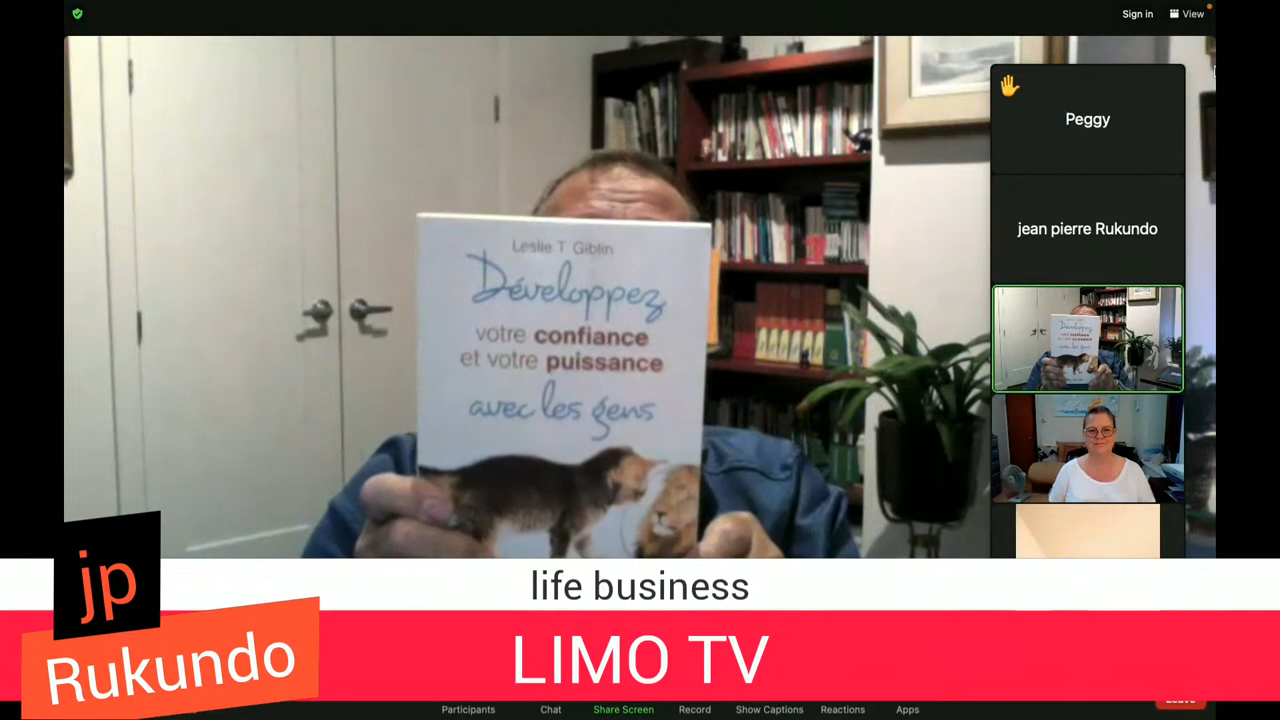 Sign in
View
Peggy
jean pierre Rukundo
Leslie T Giblin
Développez
votre confiance
et votre puissance
avec les gens
life business
LIMO TV
jp
Rukundo
Participants
Chat
Share Screen
Record
Show Captions
Reactions
Apps
Leave